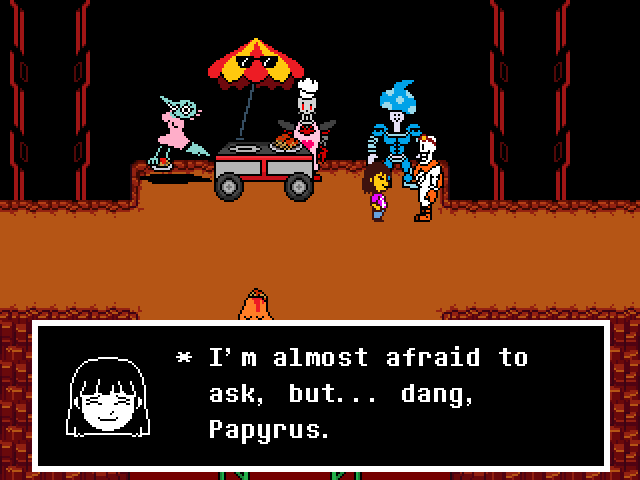 * I'm almost afraid to
ask, but... dang,
Papyrus.